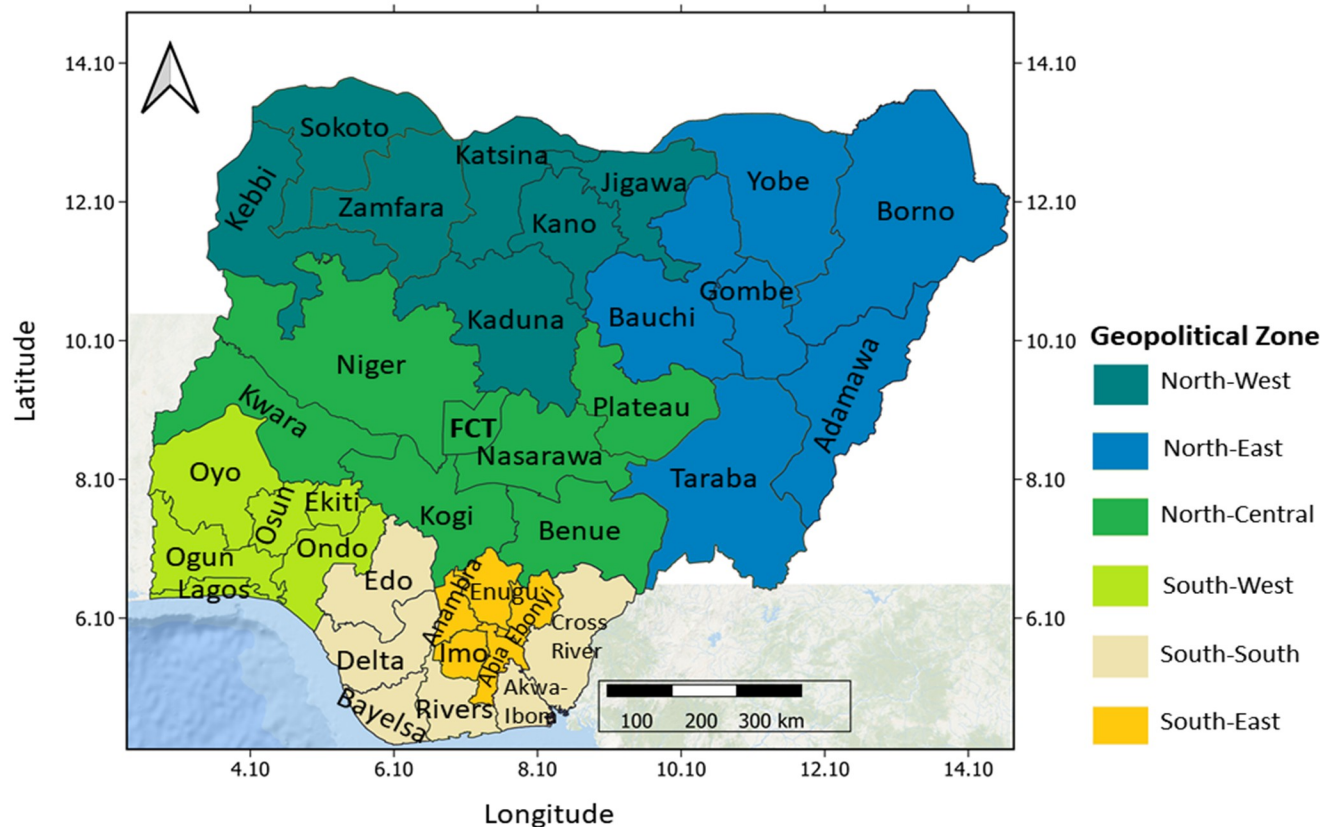 14.10
14.10
Sokoto
Katsina
Jigawa
Yobe
Kebbi
Zamfara
Kano
Borno
12.10
12.10
Gombe
Bauchi
Kaduna
10.10
10.10
Niger
Adamawa
Kwara
Plateau
FCT
Nasarawa
Taraba
Oyo
8.10
8.10
Ekiti
Osun
Kogi
Benue
Ondo
Ogun
Lagos
Edo
Anambra
Enugu
Ebonyi
6.10
6.10
Cross
River
Imo
Abia
Delta
Akwa-
Ibom
Rivers
Bayelsa
100
200
300 km
4.10
6.10
8.10
10.10
12.10
14.10
Longitude
Latitude
Geopolitical Zone
North-West
North-East
North-Central
South-West
South-South
South-East